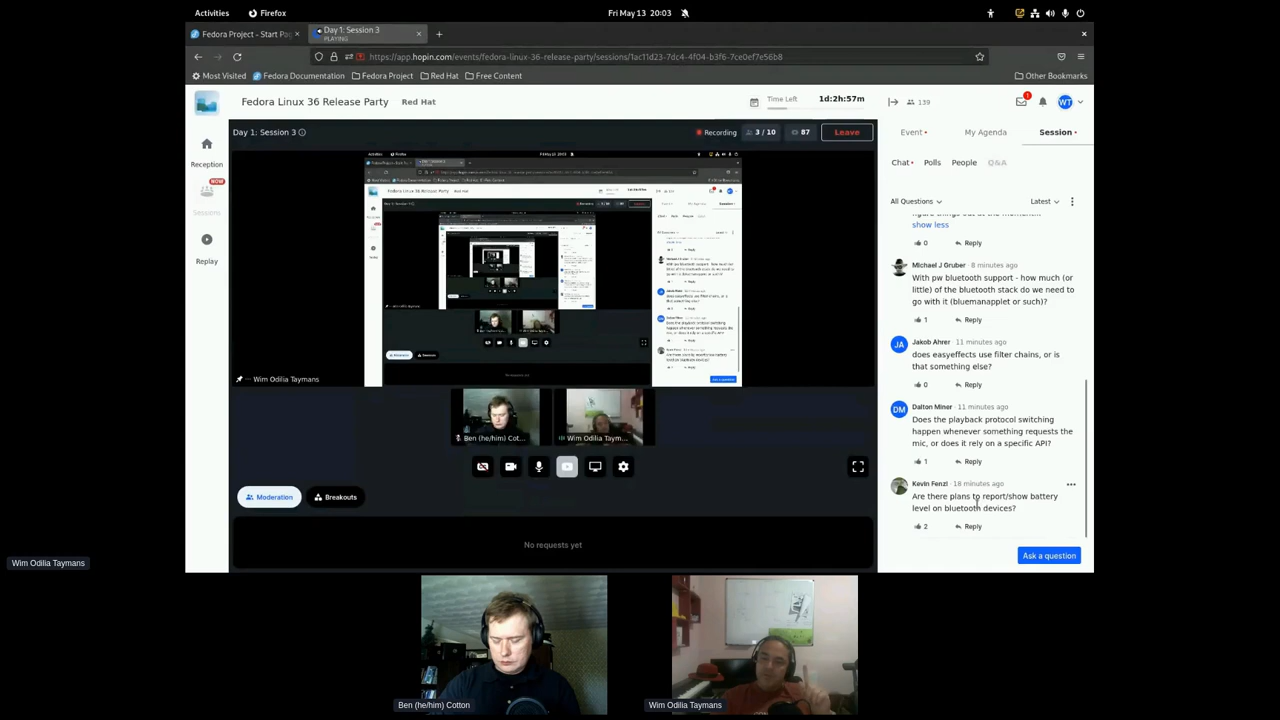 Activities
Firefox
Fri May 13 20:03
Fedora Project - Start Pag
Day 1: Session 3
PLAYING
https://app.hopin.com/events/fedora-linux-36-release-party/sessions/1ac11d23-7dc4-4f04-b3f6-7ce0ef7e56b8
Most Visited
Fedora Documentation
Fedora Project
Red Hat
Free Content
Other Bookmarks
Fedora Linux 36 Release Party
Red Hat
Time Left
1d:2h:57m
139
1
WT
Reception
NOW
Sessions
Replay
Day 1: Session 3
Recording
3 / 10
87
Leave
Wim Odilia Taymans
Ben (he/him) Cot...
Wim Odilia Taym...
Moderation
Breakouts
No requests yet
Event
My Agenda
Session
Chat
Polls
People
Q&A
All Questions
Latest
show less
0
Reply
Michael J Gruber · 8 minutes ago
With pw bluetooth support - how much (or
little) of the bluetooth stack do we need to
go with it (bluemanapplet or such)?
1
Reply
JA
Jakob Ahrer · 11 minutes ago
does easyeffects use filter chains, or is
that something else?
0
Reply
DM
Dalton Miner · 11 minutes ago
Does the playback protocol switching
happen whenever something requests the
mic, or does it rely on a specific API?
1
Reply
Kevin Fenzi · 18 minutes ago
Are there plans to report/show battery
level on bluetooth devices?
2
Reply
Ask a question
Wim Odilia Taymans
Ben (he/him) Cotton
Wim Odilia Taymans